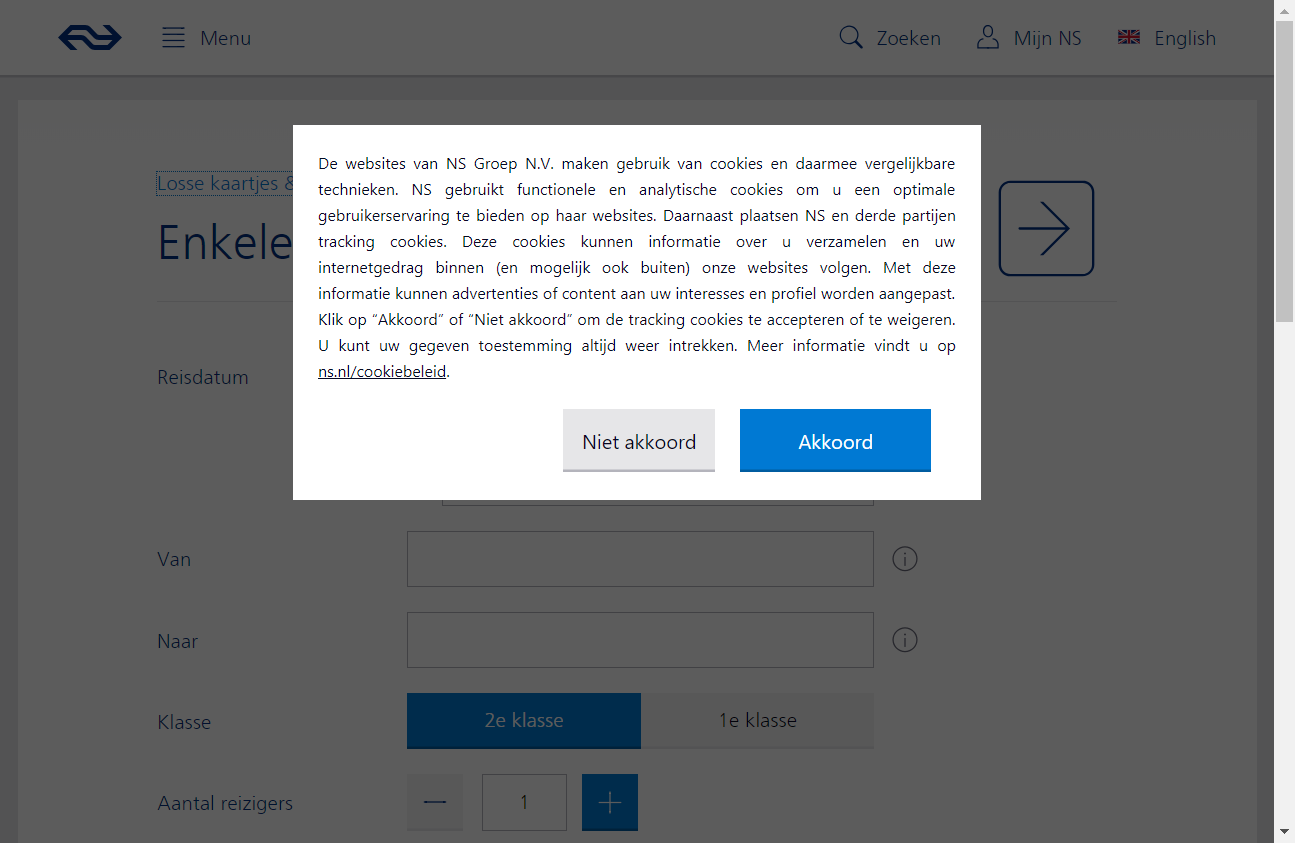 Menu
Zoeken
Mijn NS
English
De websites van NS Groep N.V. maken gebruik van cookies en daarmee vergelijkbare
technieken. NS gebruikt functionele en analytische cookies om u een optimale
gebruikerservaring te bieden op haar websites. Daarnaast plaatsen NS en derde partijen
tracking cookies. Deze cookies kunnen informatie over u verzamelen en uw
internetgedrag binnen (en mogelijk ook buiten) onze websites volgen. Met deze
informatie kunnen advertenties of content aan uw interesses en profiel worden aangepast.
Klik op “Akkoord” of “Niet akkoord” om de tracking cookies te accepteren of te weigeren.
U kunt uw gegeven toestemming altijd weer intrekken. Meer informatie vindt u op
ns.nl/cookiebeleid.
Niet akkoord
Akkoord
Losse kaartjes &
Enkele
Reisdatum
Van
Naar
Klasse
2e klasse
1e klasse
Aantal reizigers
1